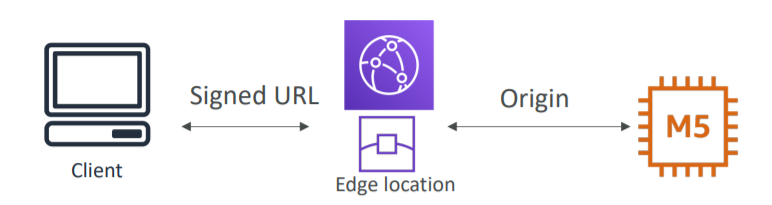 Signed URL
Origin
M5
Client
Edge location